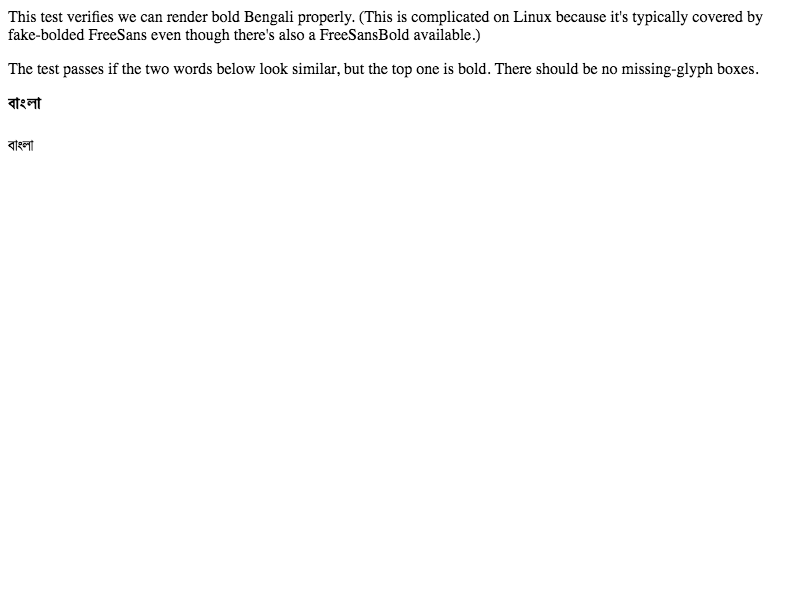 This test verifies we can render bold Bengali properly. (This is complicated on Linux because it's typically covered by
fake-bolded FreeSans even though there's also a FreeSansBold available.)
The test passes if the two words below look similar, but the top one is bold. There should be no missing-glyph boxes.
বাংলা
বাংলা